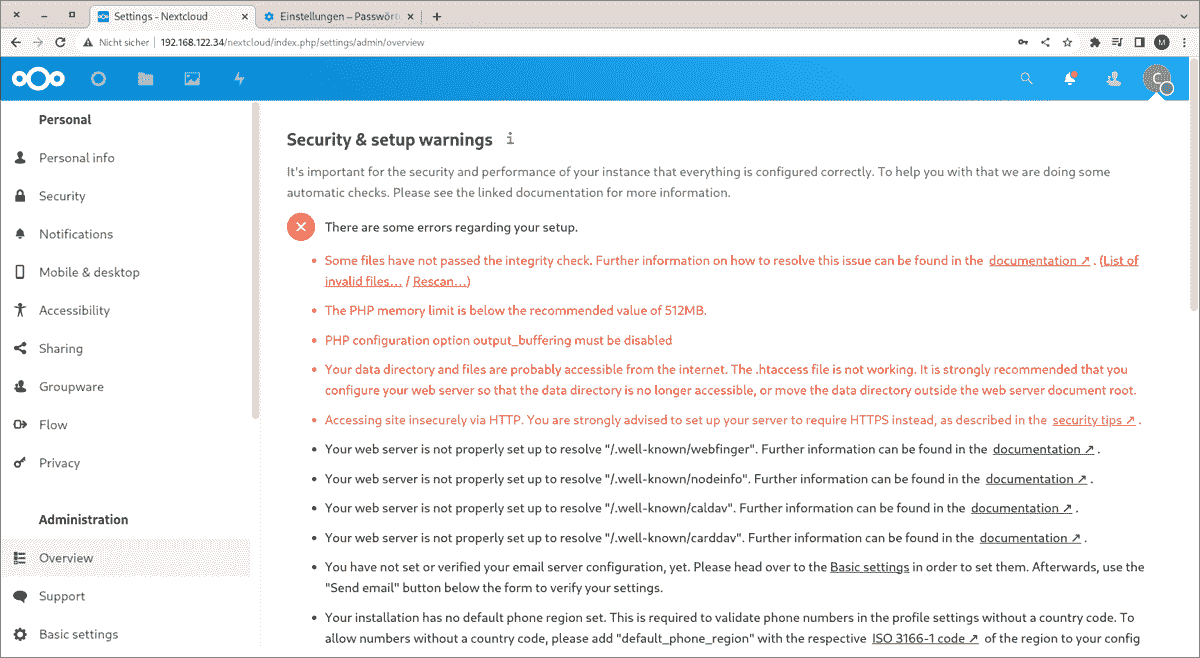 Settings - Nextcloud
Einstellungen – Passwört
Nicht sicher
192.168.122.34/nextcloud/index.php/settings/admin/overview
M
C
Personal
Personal info
Security
Notifications
Mobile & desktop
Accessibility
Sharing
Groupware
Flow
Privacy
Administration
Overview
Support
Basic settings
Security & setup warnings i
It's important for the security and performance of your instance that everything is configured correctly. To help you with that we are doing some
automatic checks. Please see the linked documentation for more information.
There are some errors regarding your setup.
• Some files have not passed the integrity check. Further information on how to resolve this issue can be found in the documentation ↗ . (List of
invalid files… / Rescan…)
• The PHP memory limit is below the recommended value of 512MB.
• PHP configuration option output_buffering must be disabled
• Your data directory and files are probably accessible from the internet. The .htaccess file is not working. It is strongly recommended that you
configure your web server so that the data directory is no longer accessible, or move the data directory outside the web server document root.
• Accessing site insecurely via HTTP. You are strongly advised to set up your server to require HTTPS instead, as described in the security tips ↗ .
• Your web server is not properly set up to resolve "/.well-known/webfinger". Further information can be found in the documentation ↗ .
• Your web server is not properly set up to resolve "/.well-known/nodeinfo". Further information can be found in the documentation ↗ .
• Your web server is not properly set up to resolve "/.well-known/caldav". Further information can be found in the documentation ↗ .
• Your web server is not properly set up to resolve "/.well-known/carddav". Further information can be found in the documentation ↗ .
• You have not set or verified your email server configuration, yet. Please head over to the Basic settings in order to set them. Afterwards, use the
"Send email" button below the form to verify your settings.
• Your installation has no default phone region set. This is required to validate phone numbers in the profile settings without a country code. To
allow numbers without a country code, please add "default_phone_region" with the respective ISO 3166-1 code ↗ of the region to your config